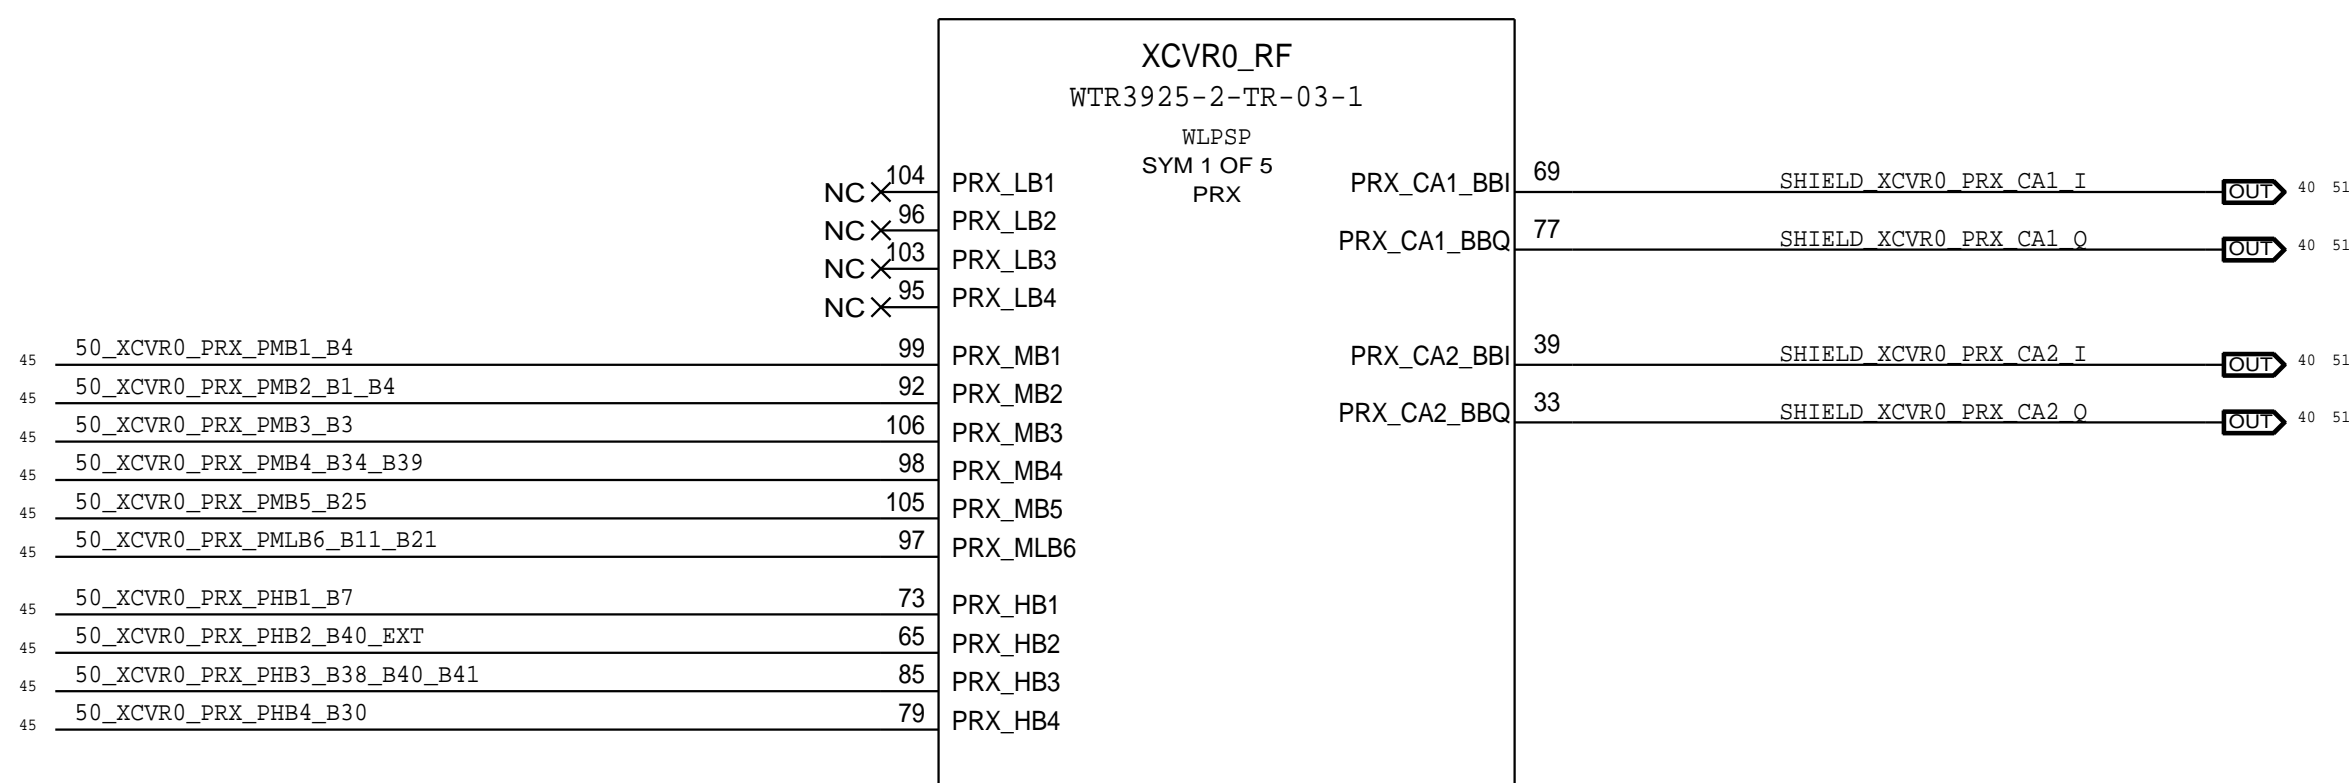 XCVR0_RF
WTR3925-2-TR-03-1
WLPSP
SYM 1 OF 5
PRX
NC 104 PRX_LB1 PRX_CA1_BBI 69 SHIELD_XCVR0_PRX_CA1_I OUT 40 51
NC 96 PRX_LB2
PRX_CA1_BBQ 77 SHIELD_XCVR0_PRX_CA1_Q OUT 40 51
NC 103 PRX_LB3
NC 95 PRX_LB4
45 50_XCVR0_PRX_PMB1_B4 99 PRX_MB1 PRX_CA2_BBI 39 SHIELD_XCVR0_PRX_CA2_I OUT 40 51
45 50_XCVR0_PRX_PMB2_B1_B4 92 PRX_MB2
PRX_CA2_BBQ 33 SHIELD_XCVR0_PRX_CA2_Q OUT 40 51
45 50_XCVR0_PRX_PMB3_B3 106 PRX_MB3
45 50_XCVR0_PRX_PMB4_B34_B39 98 PRX_MB4
45 50_XCVR0_PRX_PMB5_B25 105 PRX_MB5
45 50_XCVR0_PRX_PMLB6_B11_B21 97 PRX_MLB6
45 50_XCVR0_PRX_PHB1_B7 73 PRX_HB1
45 50_XCVR0_PRX_PHB2_B40_EXT 65 PRX_HB2
45 50_XCVR0_PRX_PHB3_B38_B40_B41 85 PRX_HB3
45 50_XCVR0_PRX_PHB4_B30 79 PRX_HB4